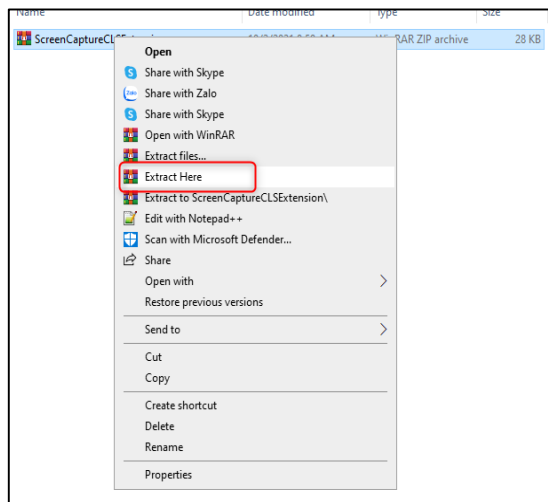 Name Date modified Type Size
ScreenCaptureCLSExtension WinRAR ZIP archive 28 KB
Open
Share with Skype
Zalo Share with Zalo
Share with Skype
Open with WinRAR
Extract files...
Extract Here
Extract to ScreenCaptureCLSExtension\
Edit with Notepad++
Scan with Microsoft Defender...
Share
Open with
Restore previous versions
Send to
Cut
Copy
Create shortcut
Delete
Rename
Properties